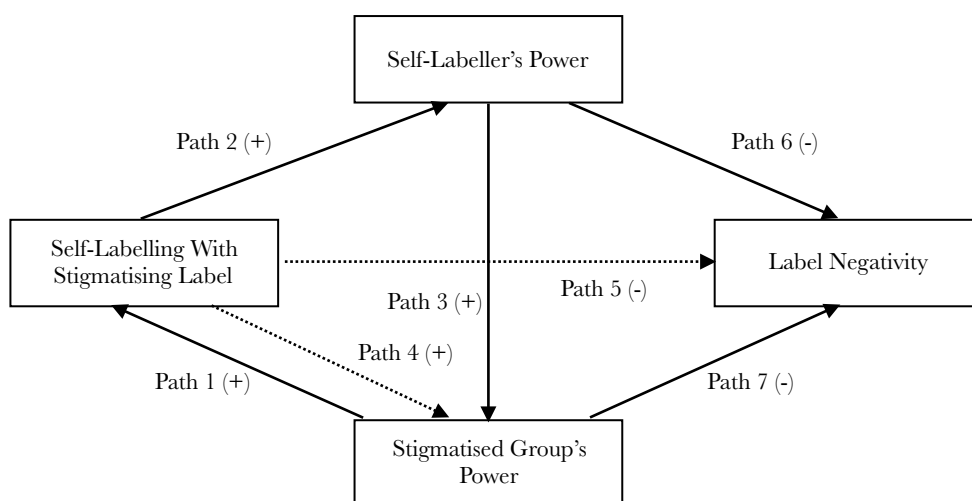 Self-Labeller's Power
Path 2 (+)
Path 6 (-)
Self-Labelling With
Stigmatising Label
Label Negativity
Path 5 (-)
Path 3 (+)
Path 4 (+)
Path 1 (+)
Path 7 (-)
Stigmatised Group's
Power